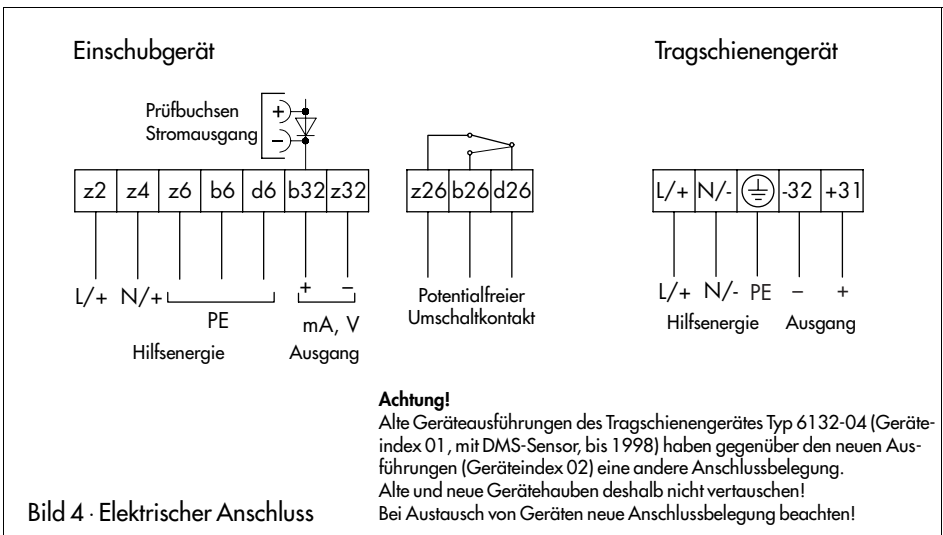 Einschubgerät
Tragschienengerät
Prüfbuchsen
Stromausgang
+
−
z2 z4 z6 b6 d6 b32 z32
z26 b26 d26
L/+ N/- -32 +31
L/+ N/+ + −
PE
mA, V
Hilfsenergie Ausgang
Potentialfreier
Umschaltkontakt
L/+ N/- PE − +
Hilfsenergie Ausgang
Achtung!
Alte Geräteausführungen des Tragschienengerätes Typ 6132-04 (Geräte-
index 01, mit DMS-Sensor, bis 1998) haben gegenüber den neuen Aus-
führungen (Geräteindex 02) eine andere Anschlussbelegung.
Alte und neue Gerätehauben deshalb nicht vertauschen!
Bei Austausch von Geräten neue Anschlussbelegung beachten!
Bild 4 · Elektrischer Anschluss